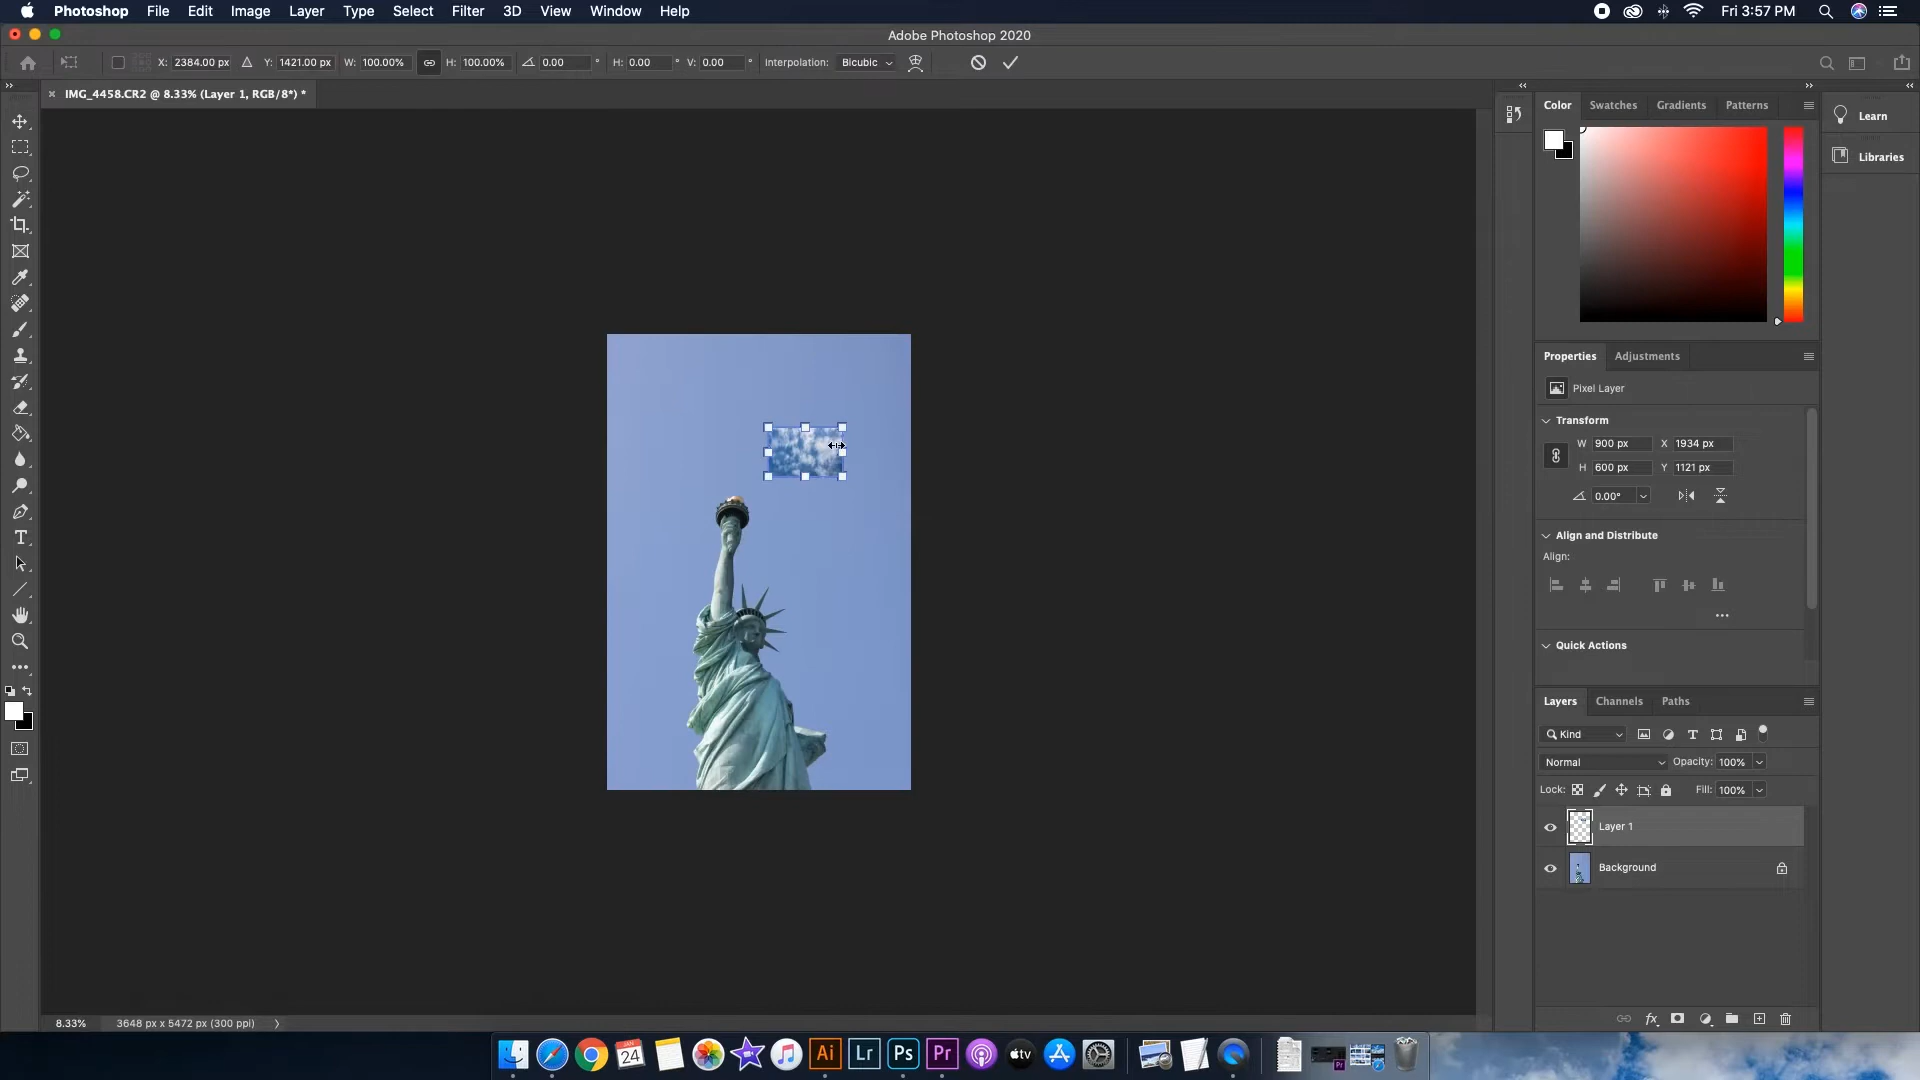 Photoshop File Edit Image Layer Type Select Filter 3D View Window Help Fri 3:57 PM
Adobe Photoshop 2020
X: 2384.00 px Y: 1421.00 px W: 100.00% H: 100.00% 0.00 ° H: 0.00 ° V: 0.00 ° Interpolation: Bicubic
× IMG_4458.CR2 @ 8.33% (Layer 1, RGB/8*) *
Color Swatches Gradients Patterns
Learn
Libraries
Properties Adjustments
Pixel Layer
Transform
W 900 px X 1934 px
H 600 px Y 1121 px
0.00°
Align and Distribute
Align:
Quick Actions
Layers Channels Paths
Kind
Normal Opacity: 100%
Lock: Fill: 100%
Layer 1
Background
8.33% 3648 px x 5472 px (300 ppi)
JAN
24
Ai Lr Ps Pr tv
Pr